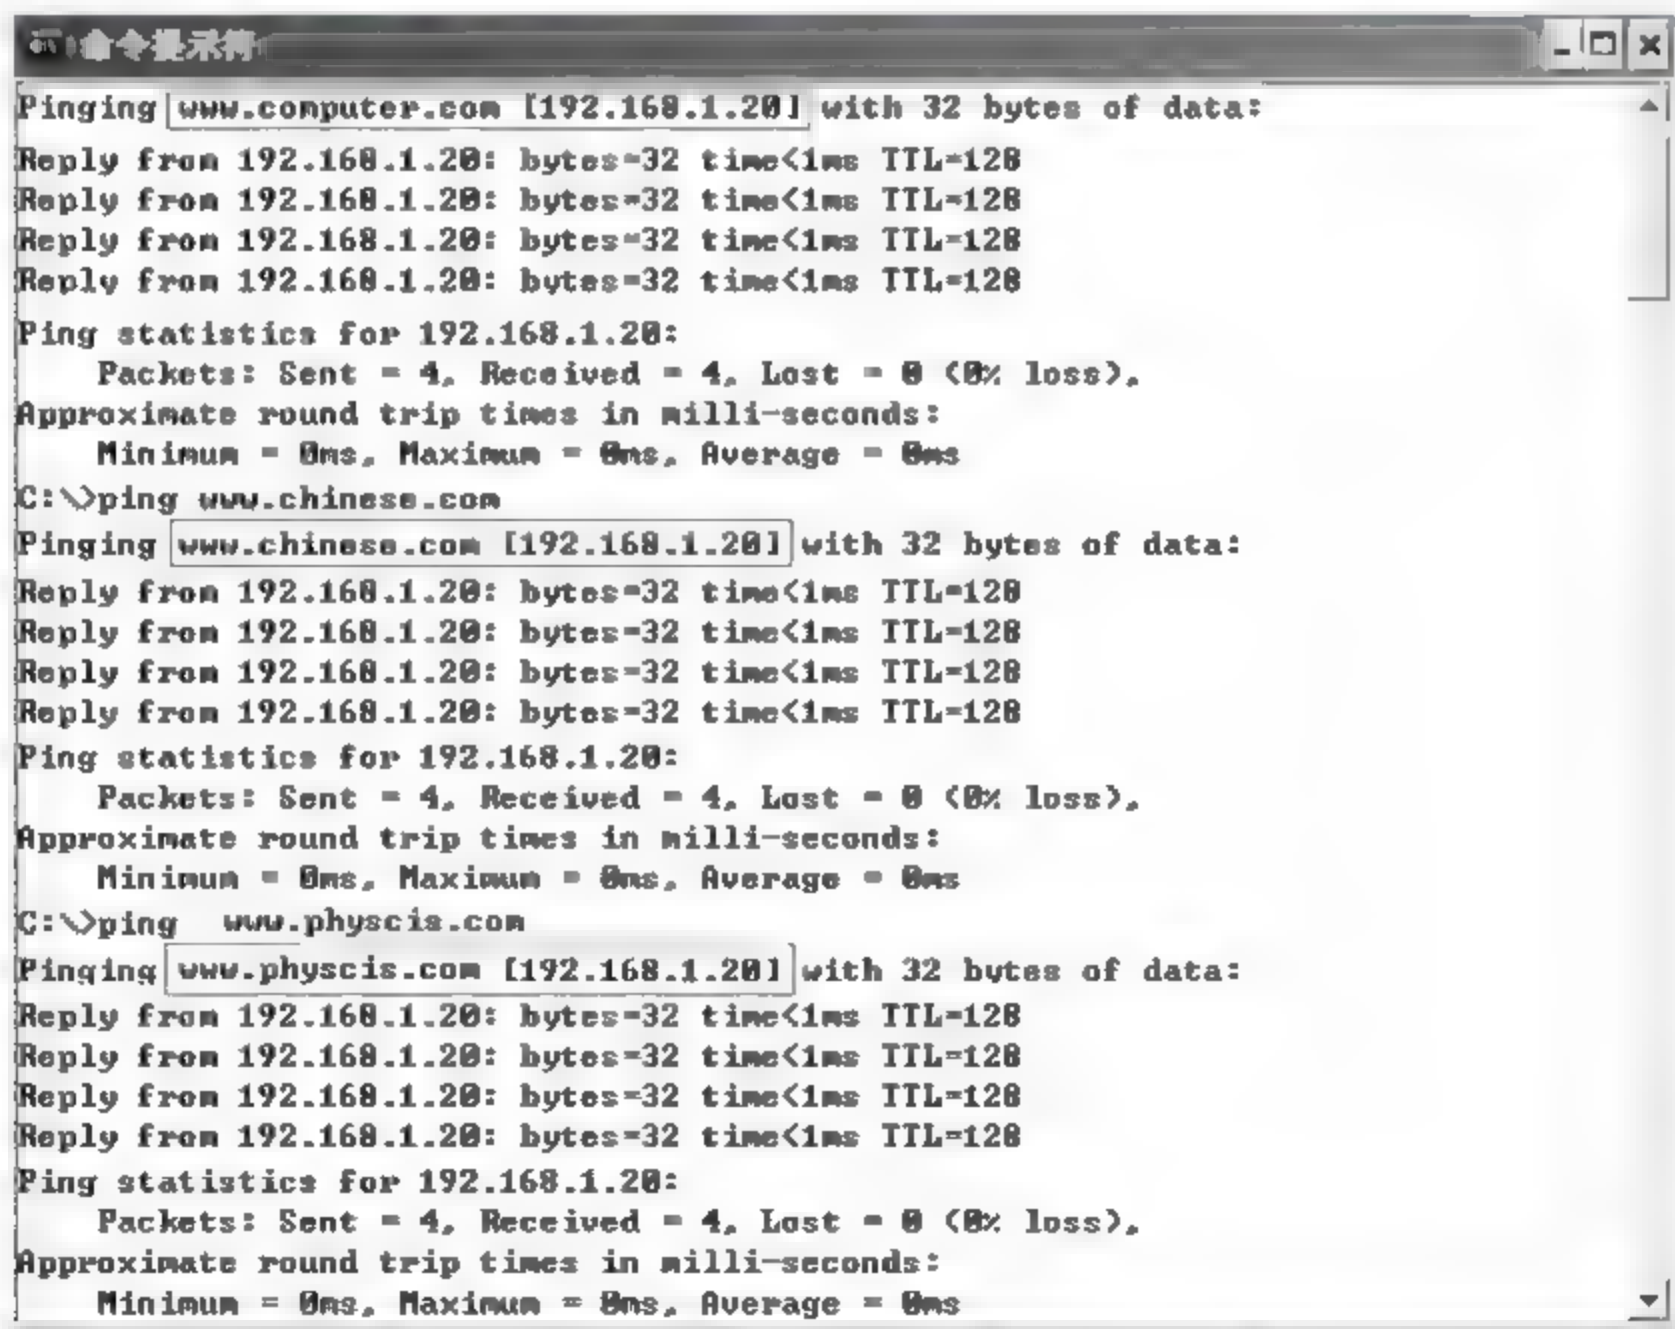 命令提示符
Pinging www.computer.com [192.168.1.20] with 32 bytes of data:
Reply from 192.168.1.20: bytes=32 time<1ms TTL=128
Reply from 192.168.1.20: bytes=32 time<1ms TTL=128
Reply from 192.168.1.20: bytes=32 time<1ms TTL=128
Reply from 192.168.1.20: bytes=32 time<1ms TTL=128
Ping statistics for 192.168.1.20:
Packets: Sent = 4, Received = 4, Lost = 0 (0% loss),
Approximate round trip times in milli-seconds:
Minimum = 0ms, Maximum = 0ms, Average = 0ms
C:\>ping www.chinese.com
Pinging www.chinese.com [192.168.1.20] with 32 bytes of data:
Reply from 192.168.1.20: bytes=32 time<1ms TTL=128
Reply from 192.168.1.20: bytes=32 time<1ms TTL=128
Reply from 192.168.1.20: bytes=32 time<1ms TTL=128
Reply from 192.168.1.20: bytes=32 time<1ms TTL=128
Ping statistics for 192.168.1.20:
Packets: Sent = 4, Received = 4, Lost = 0 (0% loss),
Approximate round trip times in milli-seconds:
Minimum = 0ms, Maximum = 0ms, Average = 0ms
C:\>ping www.physcis.com
Pinging www.physcis.com [192.168.1.20] with 32 bytes of data:
Reply from 192.168.1.20: bytes=32 time<1ms TTL=128
Reply from 192.168.1.20: bytes=32 time<1ms TTL=128
Reply from 192.168.1.20: bytes=32 time<1ms TTL=128
Reply from 192.168.1.20: bytes=32 time<1ms TTL=128
Ping statistics for 192.168.1.20:
Packets: Sent = 4, Received = 4, Lost = 0 (0% loss),
Approximate round trip times in milli-seconds:
Minimum = 0ms, Maximum = 0ms, Average = 0ms